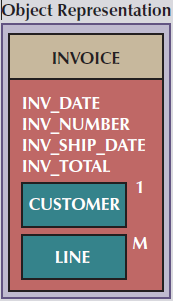 Object Representation
INVOICE
INV_DATE
INV_NUMBER
INV_SHIP_DATE
INV_TOTAL
1
CUSTOMER
M
LINE